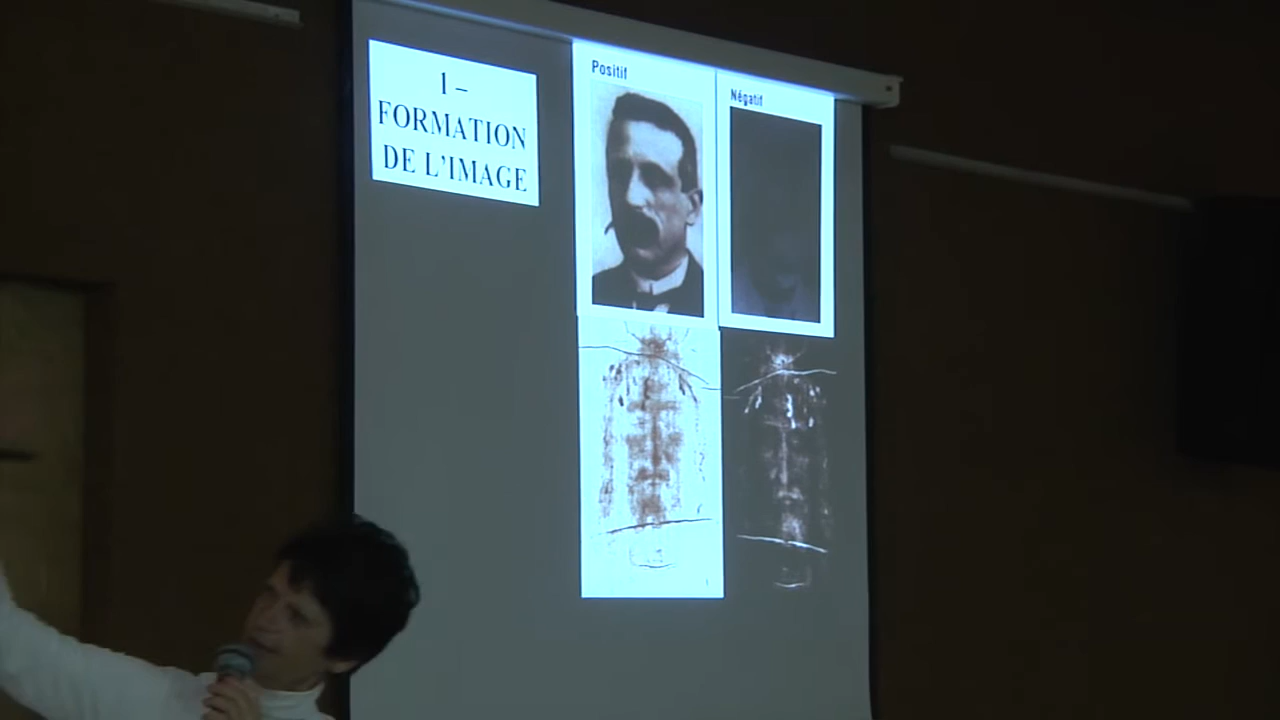 1 –
FORMATION
DE L'IMAGE
Positif
Négatif